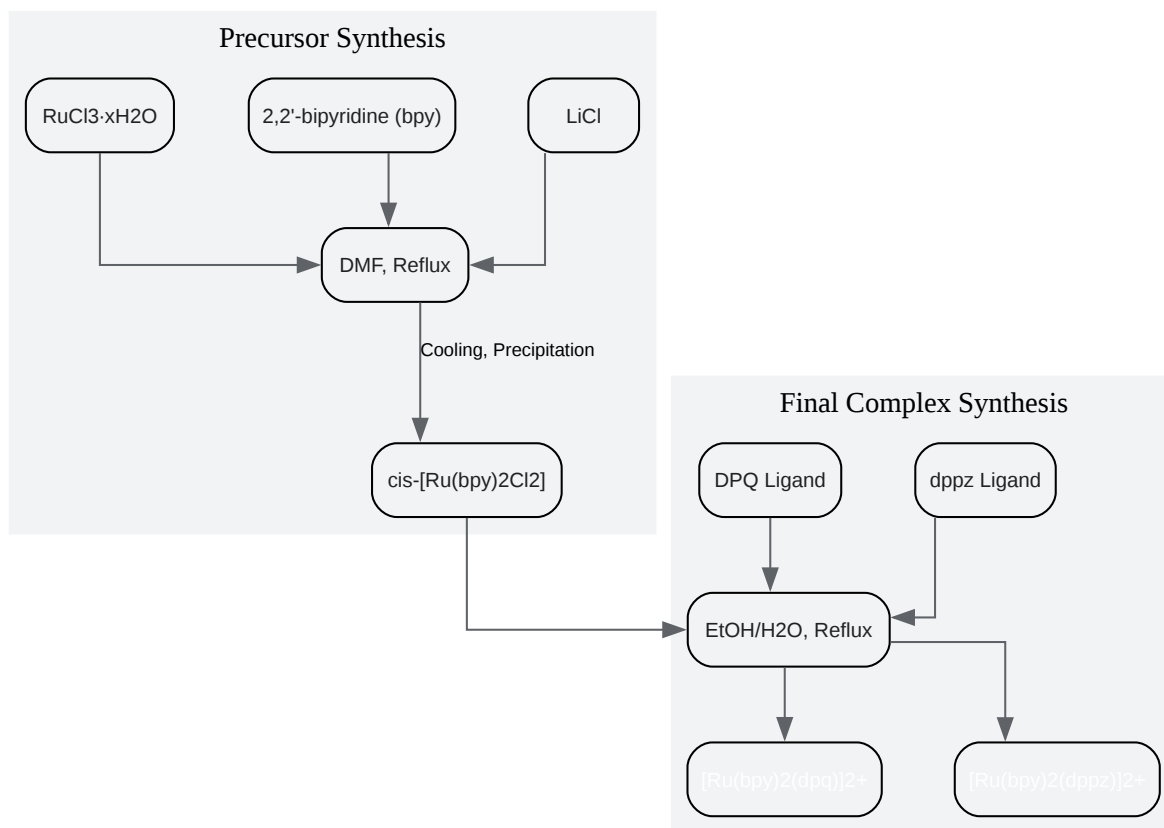 Precursor Synthesis
RuCl3·xH2O
2,2'-bipyridine (bpy)
LiCl
DMF, Reflux
Cooling, Precipitation
cis-[Ru(bpy)2Cl2]
Final Complex Synthesis
DPQ Ligand
dppz Ligand
EtOH/H2O, Reflux
[Ru(bpy)2(dpq)]2+
[Ru(bpy)2(dppz)]2+